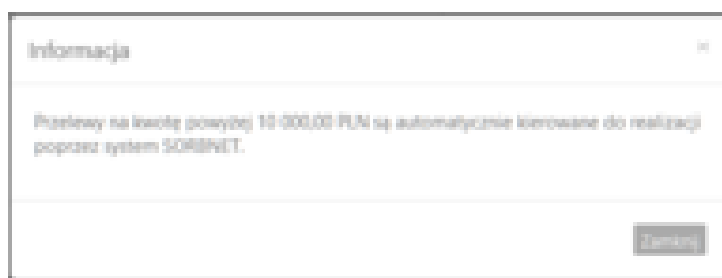 Informacja
Przelewy na kwotę powyżej 10 000,00 PLN są automatycznie kierowane do realizacji
poprzez system SORBNET.
Zamknij